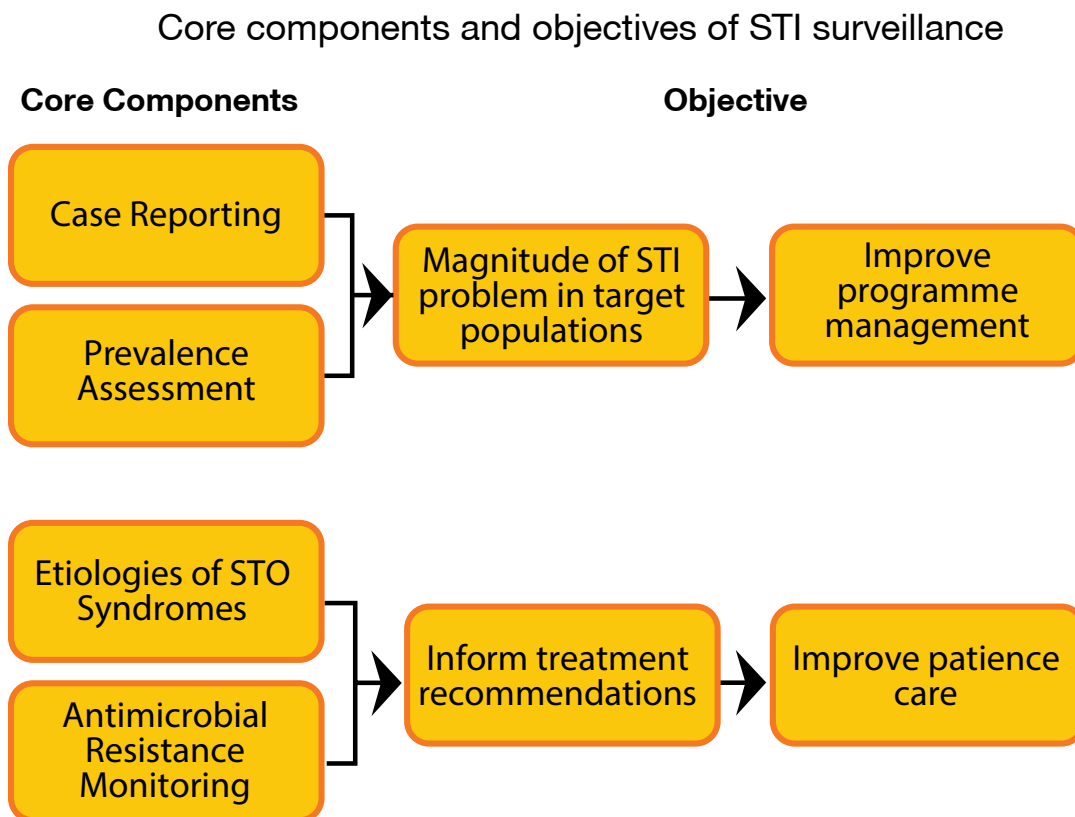 Core components and objectives of STI surveillance
Core Components
Objective
Case Reporting
Prevalence
Assessment
Magnitude of STI
problem in target
populations
Improve
programme
management
Etiologies of STO
Syndromes
Antimicrobial
Resistance
Monitoring
Inform treatment
recommendations
Improve patience
care